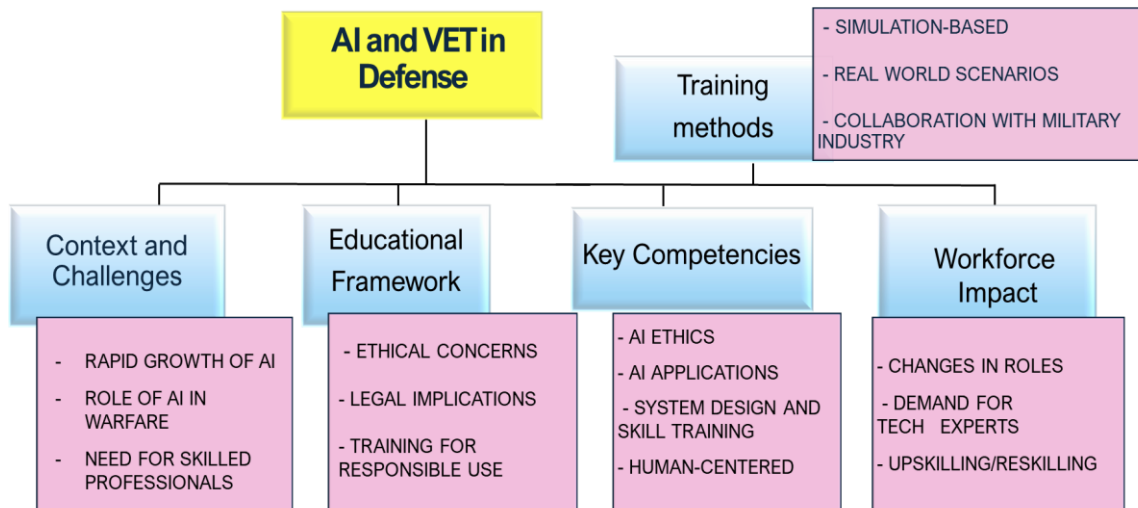 AI and VET in
Defense
Training
methods
- SIMULATION-BASED
- REAL WORLD SCENARIOS
- COLLABORATION WITH MILITARY
INDUSTRY
Context and
Challenges
- RAPID GROWTH OF AI
- ROLE OF AI IN
WARFARE
- NEED FOR SKILLED
PROFESSIONALS
Educational
Framework
- ETHICAL CONCERNS
- LEGAL IMPLICATIONS
- TRAINING FOR
RESPONSIBLE USE
Key Competencies
- AI ETHICS
- AI APPLICATIONS
- SYSTEM DESIGN AND
SKILL TRAINING
- HUMAN-CENTERED
Workforce
Impact
- CHANGES IN ROLES
- DEMAND FOR
TECH EXPERTS
- UPSKILLING/RESKILLING